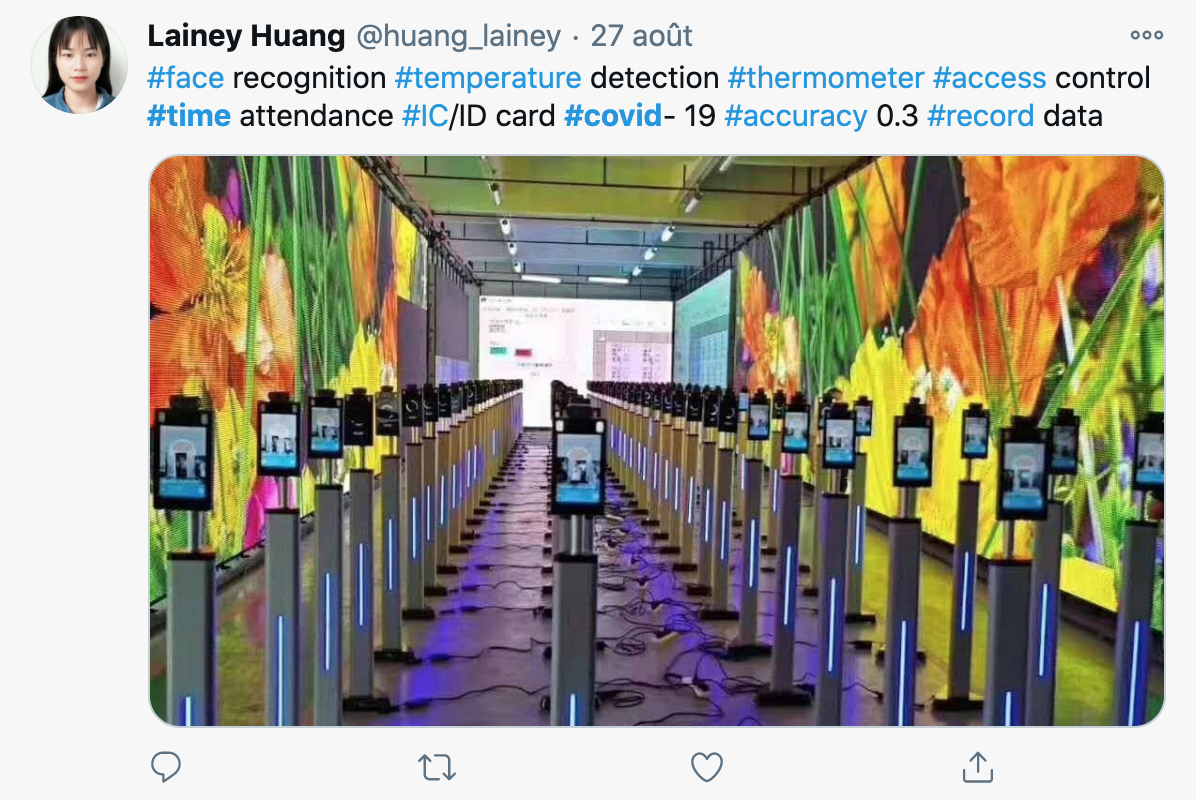 Lainey Huang @huang_lainey · 27 août
#face recognition #temperature detection #thermometer #access control
#time attendance #IC/ID card #covid- 19 #accuracy 0.3 #record data